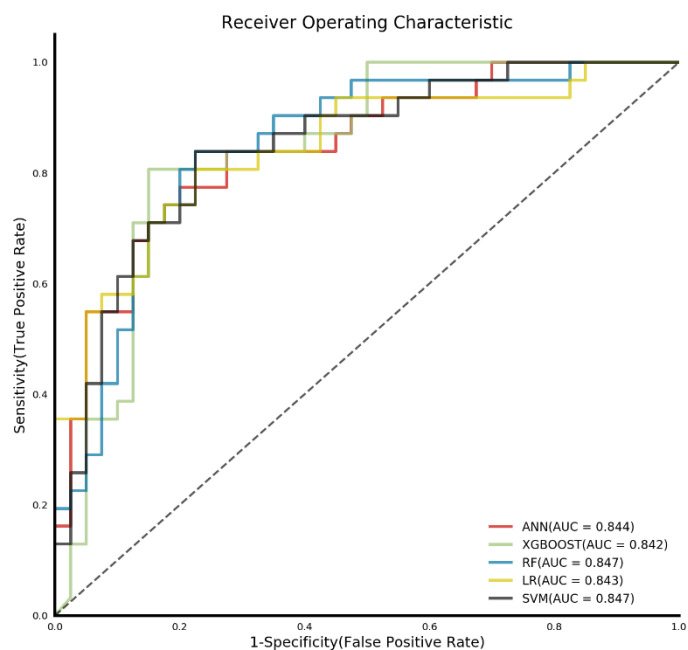 Receiver Operating Characteristic
Sensitivity(True Positive Rate)
1.0
0.8
0.6
0.4
0.2
0.0
0.0 0.2 0.4 0.6 0.8 1.0
1-Specificity(False Positive Rate)
ANN(AUC = 0.844)
XGBOOST(AUC = 0.842)
RF(AUC = 0.847)
LR(AUC = 0.843)
SVM(AUC = 0.847)